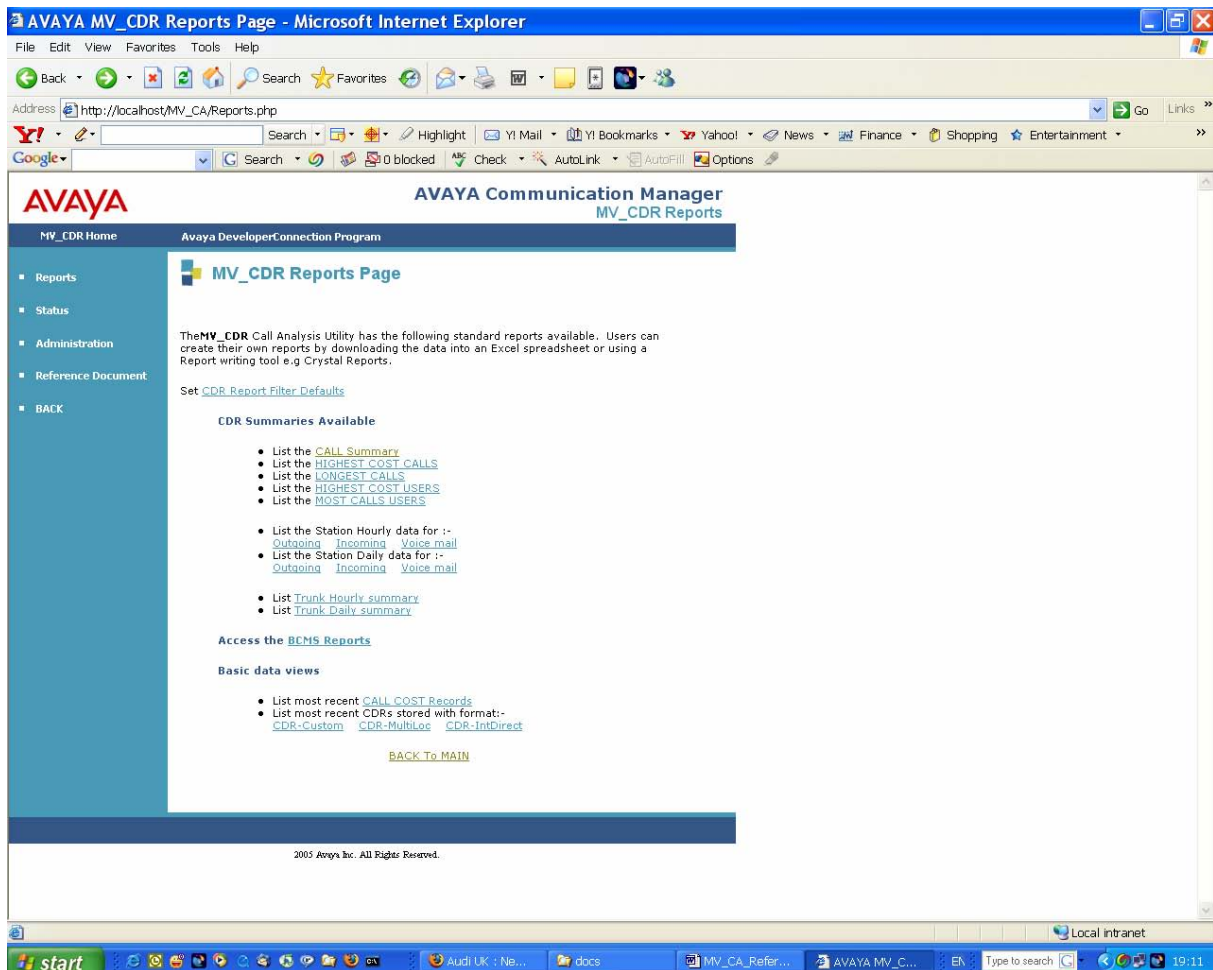 AVAYA MV_CDR Reports Page - Microsoft Internet Explorer
File Edit View Favorites Tools Help
Back Search Favorites
Address http://localhost/MV_CA/Reports.php Go Links »
Y! Search Highlight Y! Mail Y! Bookmarks Yahoo! News Finance Shopping Entertainment »
Google Search 0 blocked ABC Check AutoLink AutoFill Options
AVAYA
AVAYA Communication Manager
MV_CDR Reports
MV_CDR Home Avaya DeveloperConnection Program
Reports
Status
Administration
Reference Document
BACK
MV_CDR Reports Page
TheMV_CDR Call Analysis Utility has the following standard reports available. Users can
create their own reports by downloading the data into an Excel spreadsheet or using a
Report writing tool e.g Crystal Reports.
Set CDR Report Filter Defaults
CDR Summaries Available
• List the CALL Summary
• List the HIGHEST COST CALLS
• List the LONGEST CALLS
• List the HIGHEST COST USERS
• List the MOST CALLS USERS
• List the Station Hourly data for :-
Outgoing Incoming Voice mail
• List the Station Daily data for :-
Outgoing Incoming Voice mail
• List Trunk Hourly summary
• List Trunk Daily summary
Access the BCMS Reports
Basic data views
• List most recent CALL COST Records
• List most recent CDRs stored with format:-
CDR-Custom CDR-MultiLoc CDR-IntDirect
BACK To MAIN
2005 Avaya Inc. All Rights Reserved.
Local intranet
start Audi UK : Ne... docs MV_CA_Refer... AVAYA MV_C... EN Type to search 19:11